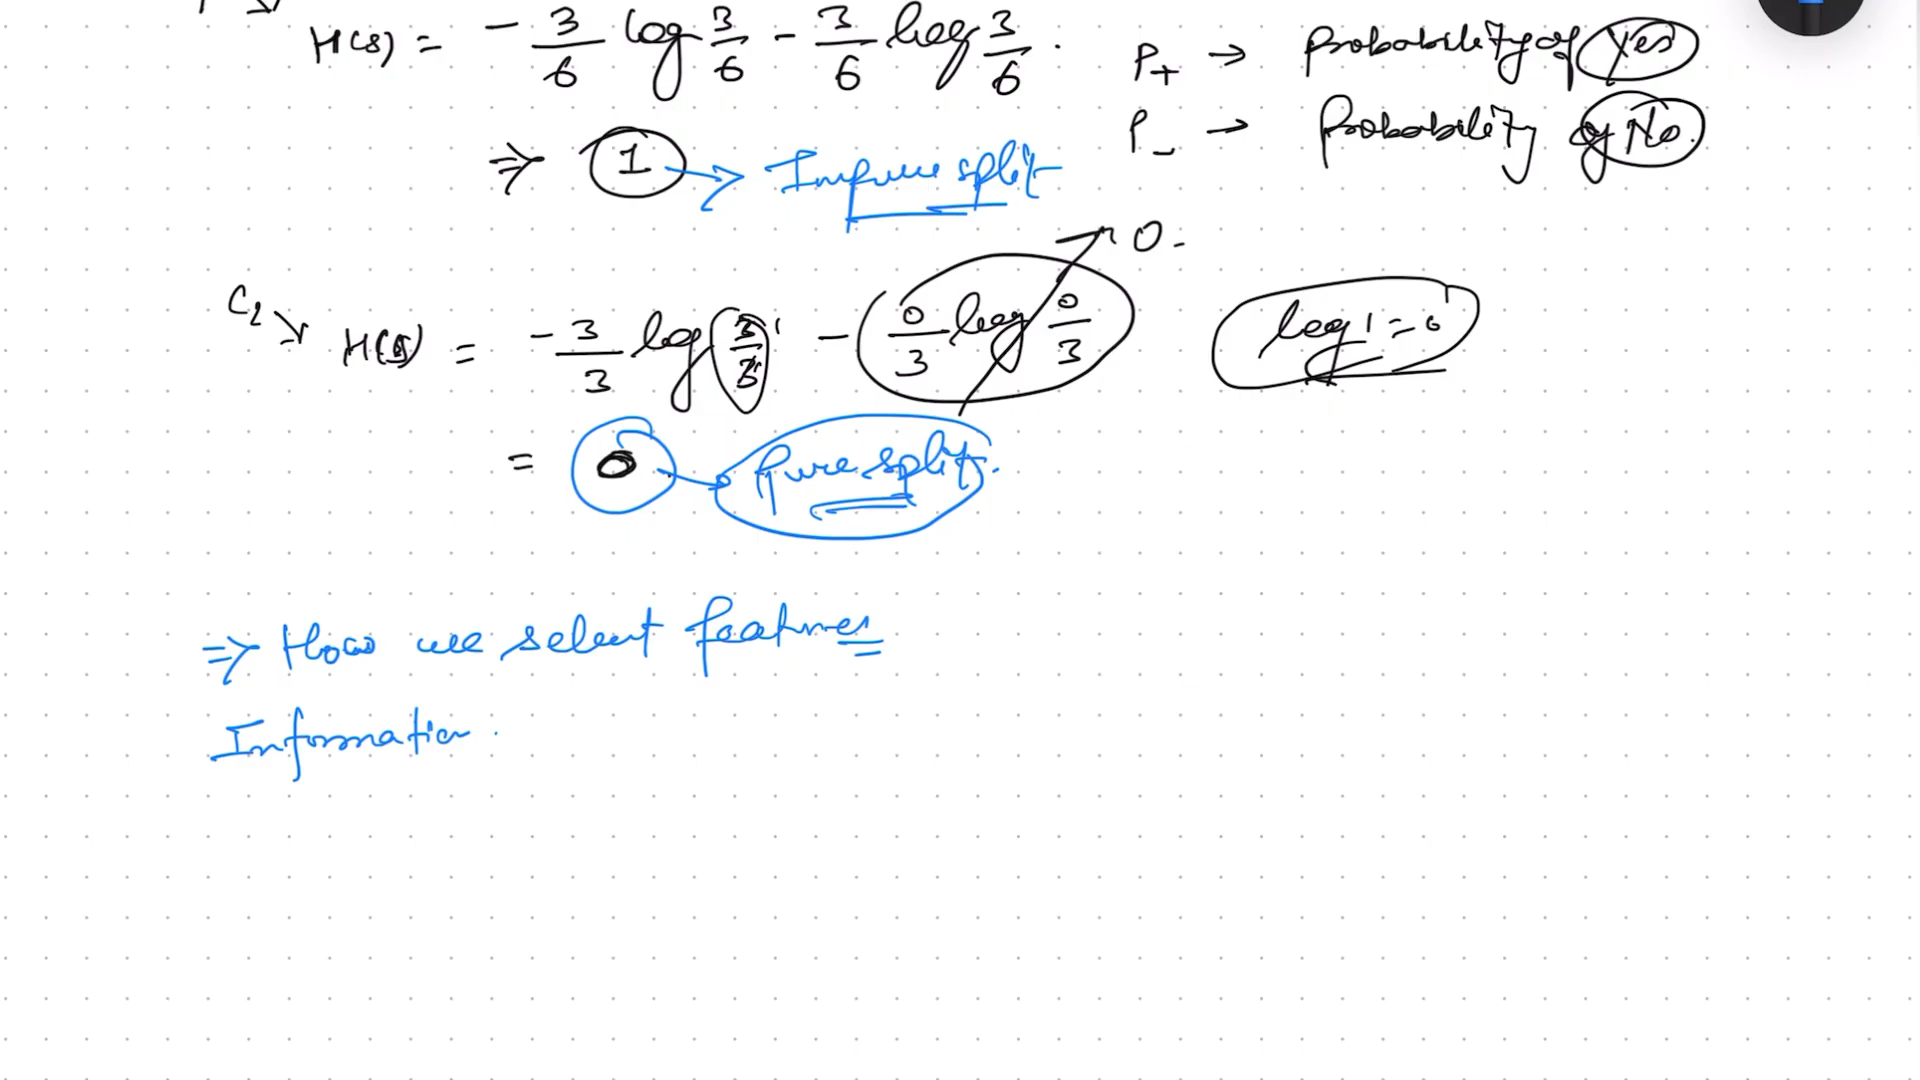 H(S) = - 3/6 log 3/6 - 3/6 log 3/6 .
P+ → Probability of Yes
P- → Probability of No.
⇒ 1 → Impure split
0 -
C2 ↘ H(S) = - 3/3 log (3/3) 1 - 0/3 log 0/3
log 1 = 0
= 0 → Pure split.
⇒ How we select features
Information .